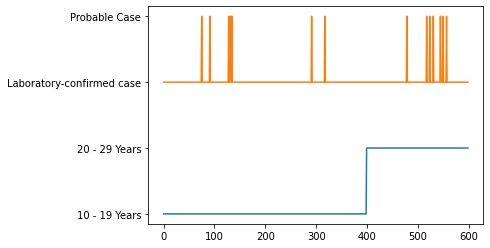 Probable Case
Laboratory-confirmed case
20 - 29 Years
10 - 19 Years
0 100 200 300 400 500 600